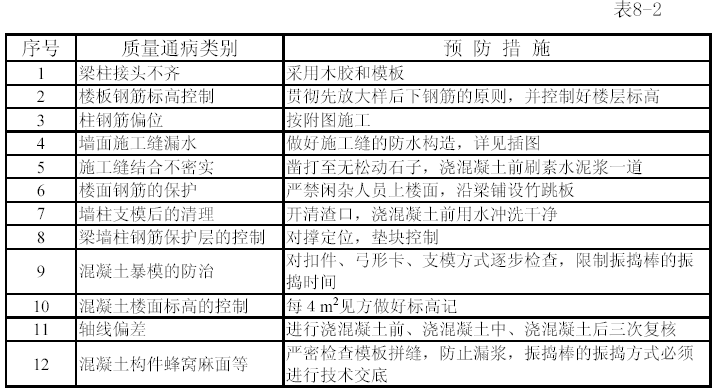 表8-2
序号 质量通病类别 预防措施
1 梁柱接头不齐 采用木胶和模板
2 楼板钢筋标高控制 贯彻先放大样后下钢筋的原则，并控制好楼层标高
3 柱钢筋偏位 按附图施工
4 墙面施工缝漏水 做好施工缝的防水构造，详见插图
5 施工缝结合不密实 凿打至无松动石子，浇混凝土前刷素水泥浆一道
6 楼面钢筋的保护 严禁闲杂人员上楼面，沿梁铺设竹跳板
7 墙柱支模后的清理 开清渣口，浇混凝土前用水冲洗干净
8 梁墙柱钢筋保护层的控制 对撑定位，垫块控制
9 混凝土暴模的防治 对扣件、弓形卡、支模方式逐步检查，限制振捣棒的振
捣时间
10 混凝土楼面标高的控制 每4 m²见方做好标高记
11 轴线偏差 进行浇混凝土前、浇混凝土中、浇混凝土后三次复核
12 混凝土构件蜂窝麻面等 严密检查模板拼缝，防止漏浆，振捣棒的振捣方式必须
进行技术交底